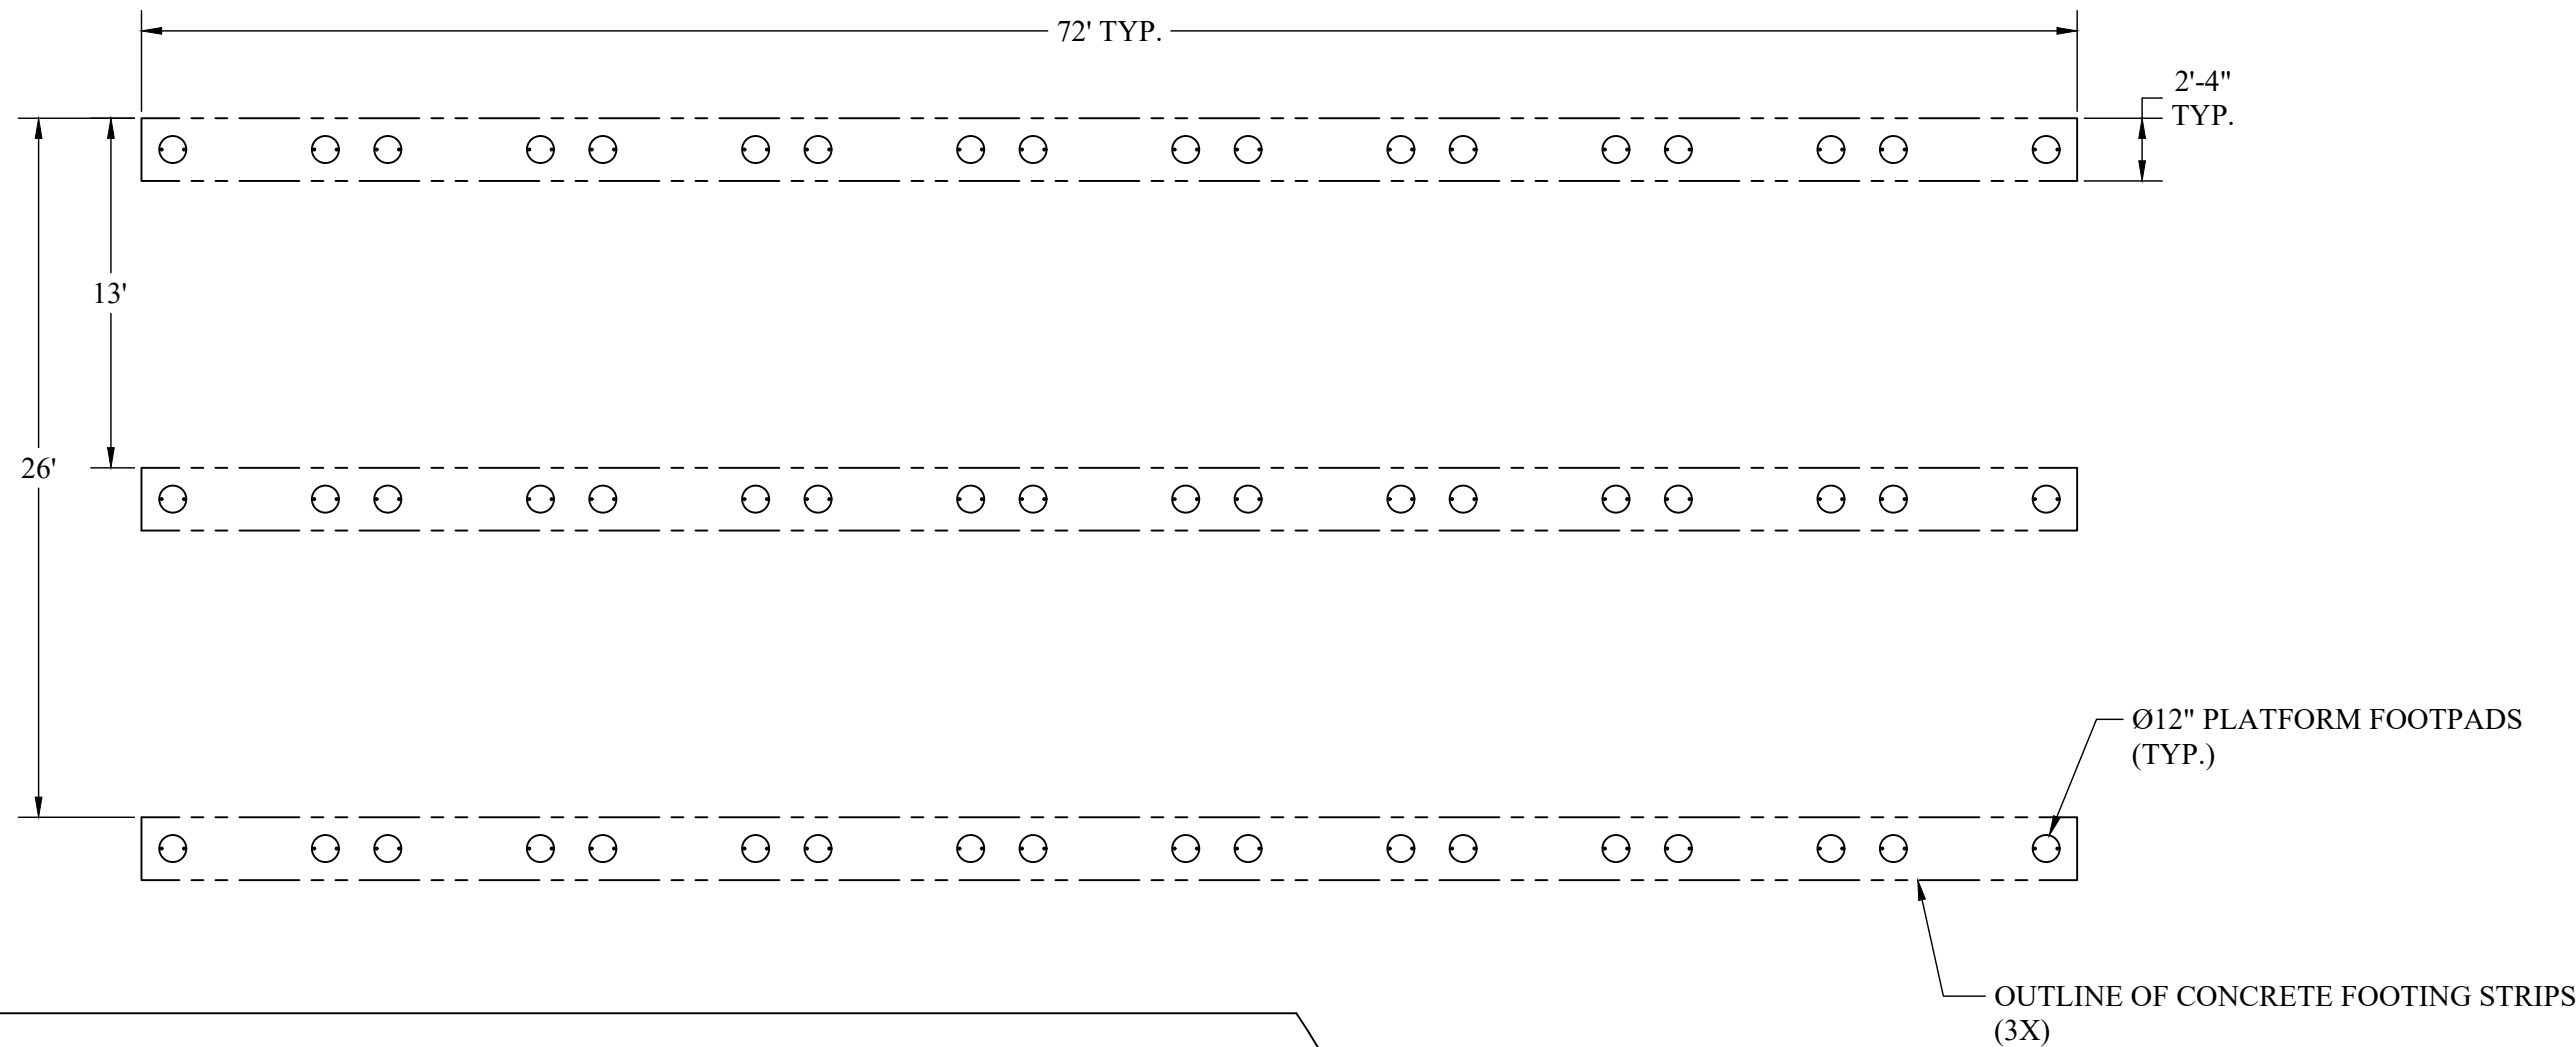 72' TYP.
2'-4"
TYP.
13'
26'
Ø12" PLATFORM FOOTPADS
(TYP.)
OUTLINE OF CONCRETE FOOTING STRIPS
(3X)